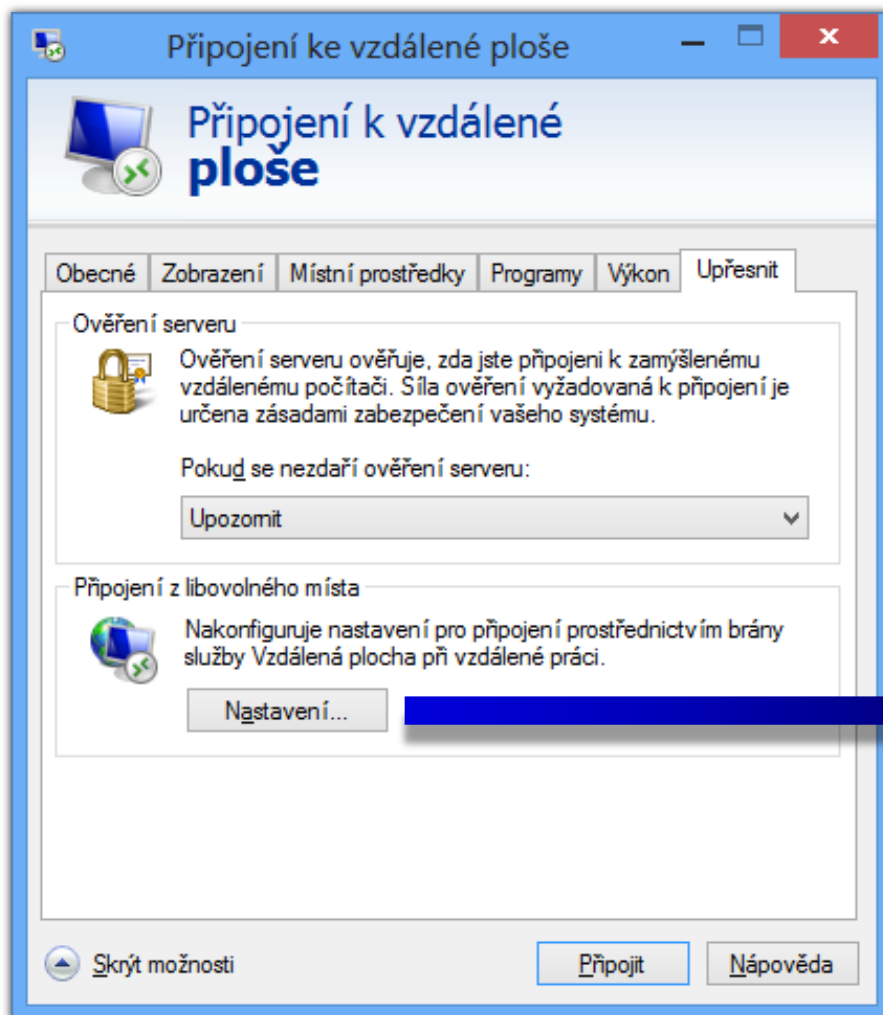 Připojení ke vzdálené ploše
Připojení k vzdálené
ploše
Obecné Zobrazení Místní prostředky Programy Výkon Upřesnit
Ověření serveru
Ověření serveru ověřuje, zda jste připojeni k zamýšlenému
vzdálenému počítači. Síla ověření vyžadovaná k připojení je
určena zásadami zabezpečení vašeho systému.
Pokud se nezdaří ověření serveru:
Upozornit
Připojení z libovolného místa
Nakonfiguruje nastavení pro připojení prostřednictvím brány
služby Vzdálená plocha při vzdálené práci.
Nastavení...
Skrýt možnosti
Připojit
Nápověda